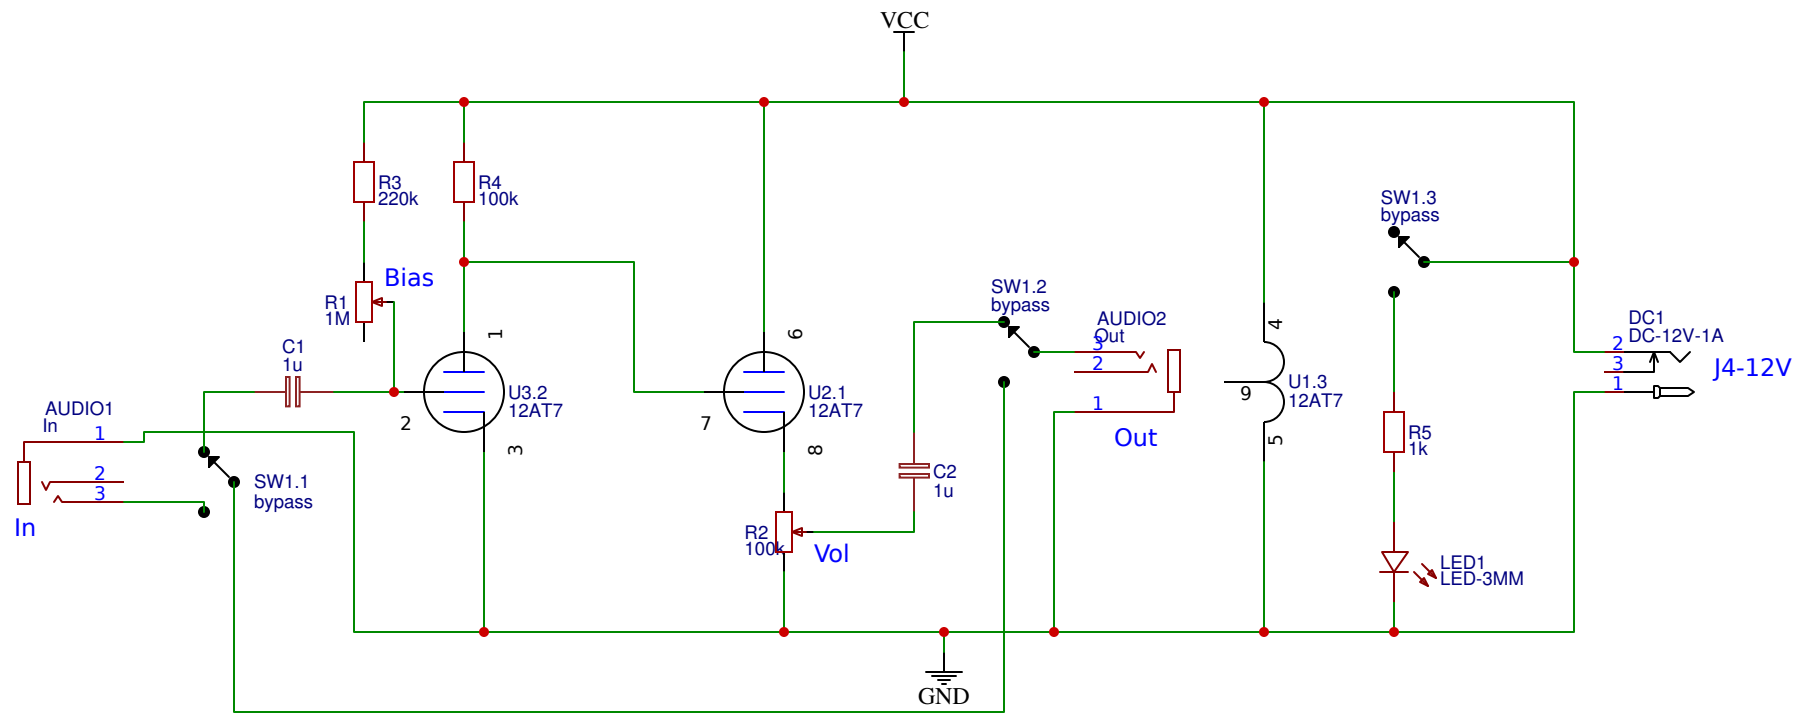 VCC
R3
220k
R4
100k
Bias
R1
1M
C1
1u
1
U3.2
12AT7
2
3
6
U2.1
12AT7
7
8
AUDIO1
In
1
2
3
In
SW1.1
bypass
R2
100k
Vol
C2
1u
SW1.2
bypass
AUDIO2
Out
3
2
1
Out
4
U1.3
12AT7
9
5
SW1.3
bypass
R5
1k
LED1
LED-3MM
DC1
DC-12V-1A
2
3
1
J4-12V
GND